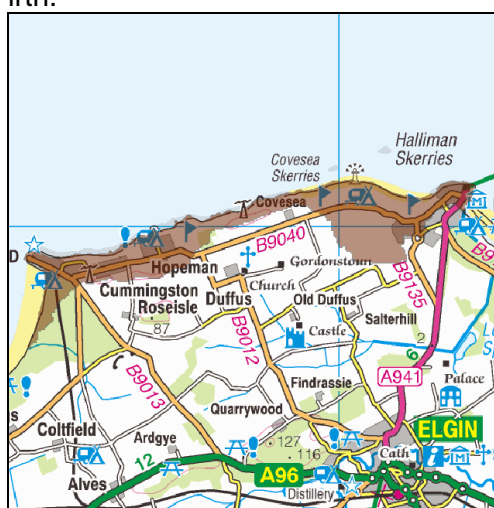 Halliman
Skerries
Covesea
Skerries
Covesea
D
B9040
Hopeman
Gordonstoun
Church
Cummingston
Roseisle
Duffus
Old Duffus
B9135
87
B9012
Castle
Salterhill
2
6
B9013
A941
Palace
Findrassie
s
Quarrywood
Coltfield
Ardgye
127
116
ELGIN
Cath
12
A96
Alves
Distillery